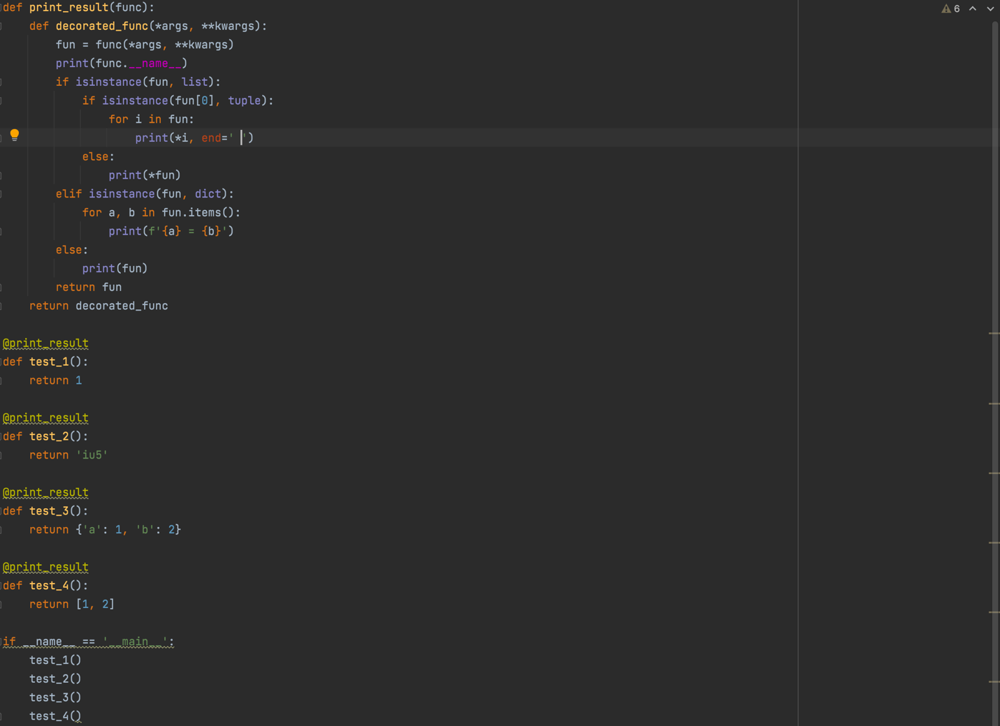 def print_result(func):
    def decorated_func(*args, **kwargs):
        fun = func(*args, **kwargs)
        print(func.__name__)
        if isinstance(fun, list):
            if isinstance(fun[0], tuple):
                for i in fun:
                    print(*i, end=' ')
            else:
                print(*fun)
        elif isinstance(fun, dict):
            for a, b in fun.items():
                print(f'{a} = {b}')
        else:
            print(fun)
        return fun
    return decorated_func

@print_result
def test_1():
    return 1

@print_result
def test_2():
    return 'iu5'

@print_result
def test_3():
    return {'a': 1, 'b': 2}

@print_result
def test_4():
    return [1, 2]

if __name__ == '__main__':
    test_1()
    test_2()
    test_3()
    test_4()
6